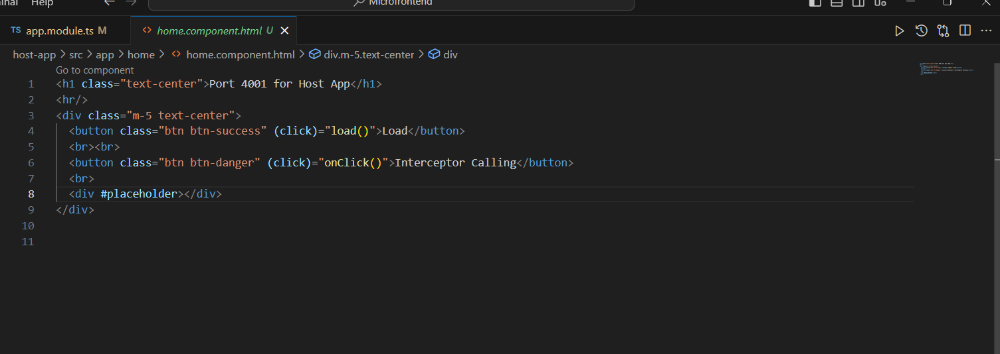 Help
Microfrontend
TS app.module.ts M
<> home.component.html U
host-app > src > app > home > <> home.component.html > div.m-5.text-center > div
Go to component
1 <h1 class="text-center">Port 4001 for Host App</h1>
2 <hr/>
3 <div class="m-5 text-center">
4 <button class="btn btn-success" (click)="load()">Load</button>
5 <br><br>
6 <button class="btn btn-danger" (click)="onClick()">Interceptor Calling</button>
7 <br>
8 <div #placeholder></div>
9 </div>
10
11